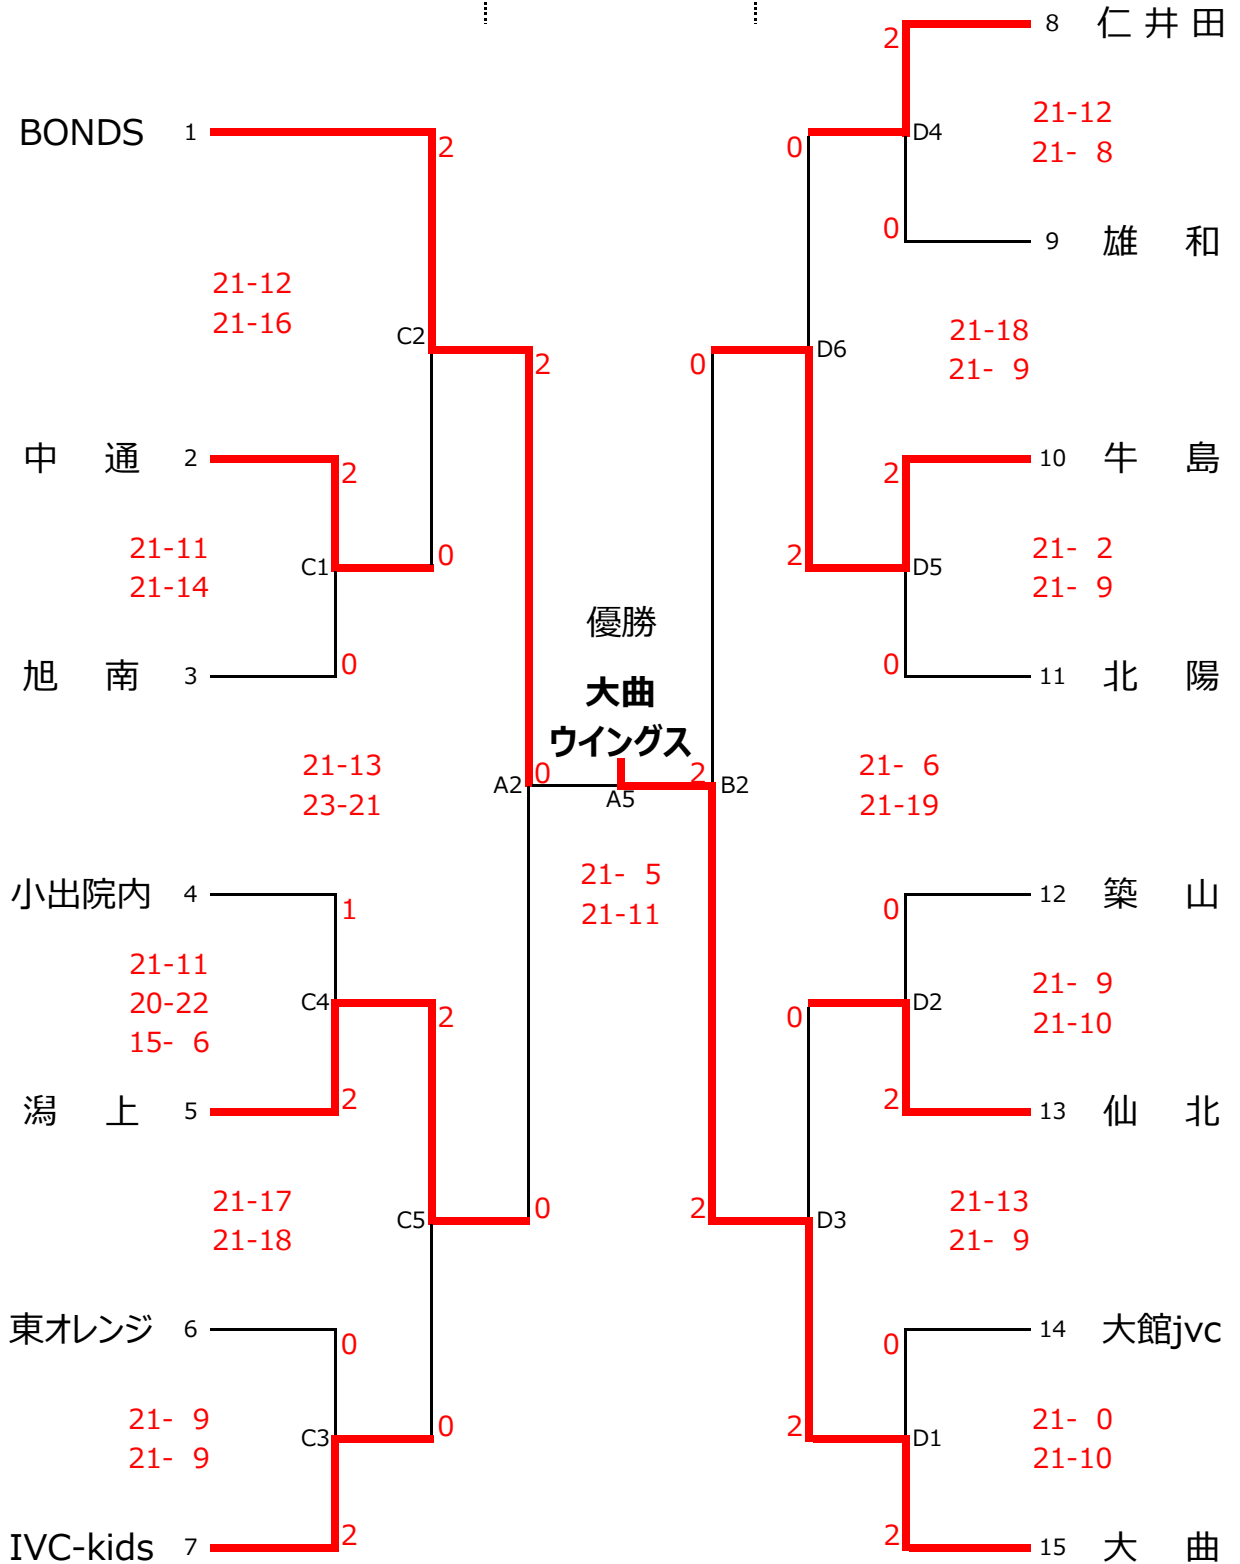 2 8 仁井田
BONDS 1 2 0 D4 21-12
21- 8
0 9 雄 和
21-12
21-16 C2 21-18
2 0 D6 21- 9
中 通 2 2 2 10 牛 島
21-11 C1 0 2 D5 21- 2
21-14 21- 9
優勝
旭 南 3 0 0 11 北 陽
大曲
ウイングス
21-13 A2 0 A5 2 B2 21- 6
23-21 21-19
21- 5
小出院内 4 1 0 12 築 山
21-11
21-11
20-22 C4 2 0 D2 21- 9
15- 6 21-10
潟 上 5 2 2 13 仙 北
21-17 C5 0 2 D3 21-13
21-18 21- 9
東オレンジ 6 0 0 14 大館jvc
21- 9 C3 0 2 D1 21- 0
21- 9 21-10
IVC-kids 7 2 2 15 大 曲